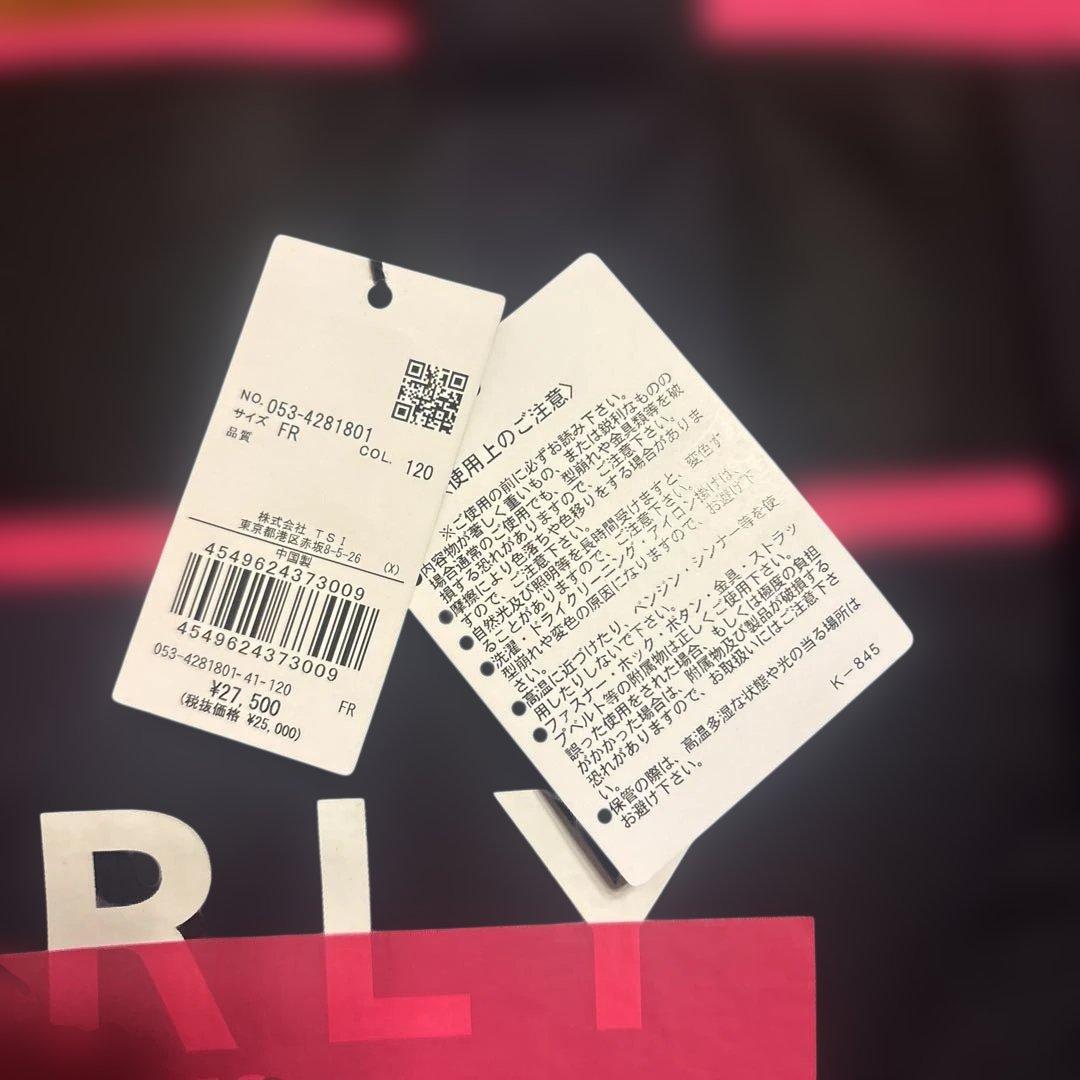 NO. 053-4281801
サイズ FR
品質
COL. 120
株式会社 TSI
東京都港区赤坂8-5-26
中国製 (X)
4549624373009
4549624373009
053-4281801-41-120
¥27,500 FR
(税抜価格 ¥25,000)
使用上のご注意〉
※ご使用の前に必ずお読み下さい。
内容物が著しく重いもの、または鋭利なものの
場合通常のご使用でも、型崩れや金具類等を破
損する恐れがありますので、ご注意下さい。
●摩擦により色落ちや色移りをする場合がありま
すので、ご注意下さい。
●自然光及び照明等を長時間受けますと、変色す
ることがありますので、ご注意下さい。
●洗濯・ドライクリーニング、アイロン掛けは、
型崩れや変色の原因になりますので、お避け下
さい。
●高温に近づけたり、ベンジン・シンナー等を使
用したりしないで下さい。
●ファスナー・ホック・ボタン・金具・ストラッ
プベルト等の附属物は正しく、ご使用下さい。
誤った使用をされた場合、もしくは極度の負担
がかかった場合は、附属物及び製品が破損する
恐れがありますので、お取扱いにはご注意下さ
い。
●保管の際は、高温多湿な状態や光の当る場所は
お避け下さい。
K－845
RLY